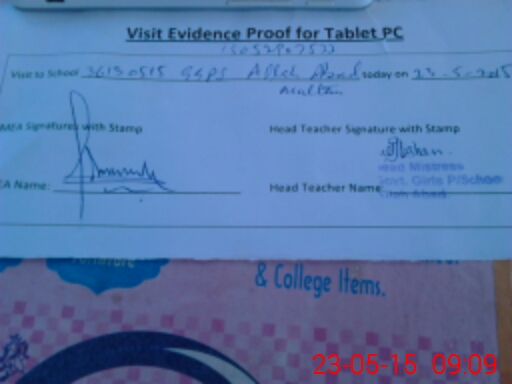 Visit Evidence Proof for Tablet PC
Visit to School 36130515 GGPS Allah Abad today on 23-5-2015
MEA Signatures with Stamp
Head Teacher Signature with Stamp
EA Name:
Head Teacher Name
Head Mistress
Govt. Girls P/School
Allah Abad
& College Items.
23-05-15 09:09